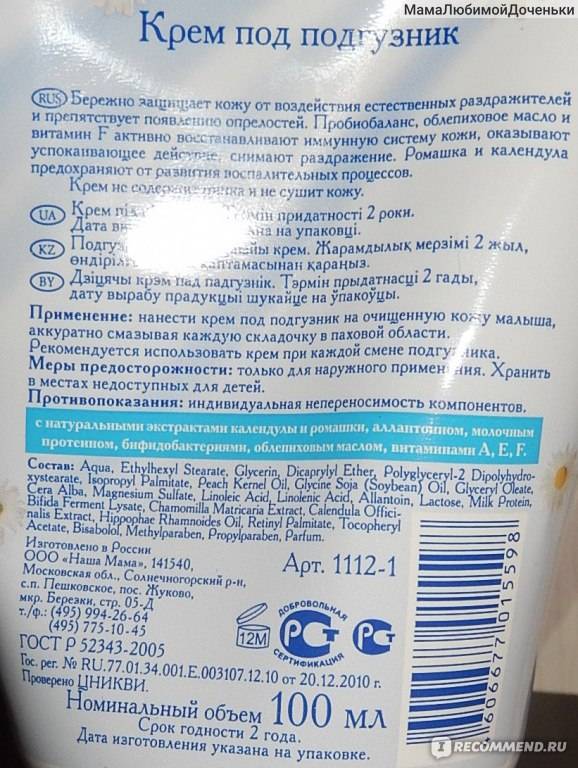 МамаЛюбимойДоченьки
Крем под подгузник
RUS Бережно защищает кожу от воздействия естественных раздражителей
и препятствует появлению опрелостей. Пробиобаланс, облепиховое масло и
витамин F активно восстанавливают иммунную систему кожи, оказывают
успокаивающее действие, снимают раздражение. Ромашка и календула
предохраняют от развития воспалительных процессов.
Крем не содержит цинка и не сушит кожу.
UA Крем під Термін придатності 2 роки.
Дата на упаковці.
KZ крем. Жарамдылық мерзімі 2 жыл,
қаптамасынан қараңыз.
BY Дзіцячы крэм пад падгузнік. Тэрмін прыдатнасці 2 гады,
дату вырабу прадукцыі шукайце на ўпакоўцы.
Применение: нанести крем под подгузник на очищенную кожу малыша,
аккуратно смазывая каждую складочку в паховой области.
Рекомендуется использовать крем при каждой смене подгузника.
Меры предосторожности: только для наружного применения. Хранить
в местах недоступных для детей.
Противопоказания: индивидуальная непереносимость компонентов.
с натуральными экстрактами календулы и ромашки, аллантоином, молочным
протеином, бифидобактериями, облепиховым маслом, витаминами A, E, F.
Состав: Aqua, Ethylhexyl Stearate, Glycerin, Dicaprylyl Ether, Polyglyceryl-2 Dipolyhydro-
xystearate, Isopropyl Palmitate, Peach Kernel Oil, Glycine Soja (Soybean) Oil, Glyceryl Oleate,
Cera Alba, Magnesium Sulfate, Linoleic Acid, Linolenic Acid, Allantoin, Lactose, Milk Protein,
Bifida Ferment Lysate, Chamomilla Matricaria Extract, Calendula Offici-
nalis Extract, Hippophae Rhamnoides Oil, Retinyl Palmitate, Tocopheryl
Acetate, Bisabolol, Methylparaben, Propylparaben, Parfum.
Изготовлено в России
ООО «Наша Мама», 141540,
Московская обл., Солнечногорский р-н,
с.п. Пешковское, пос. Жуково,
мкр. Березки, стр. 05-Д
т./ф.: (495) 994-26-64
(495) 775-10-45
Арт. 1112-1
12М
ДОБРОВОЛЬНАЯ
СЕРТИФИКАЦИЯ
ГОСТ Р 52343-2005
Гос. рег. № RU.77.01.34.001.Е.003107.12.10 от 20.12.2010 г.
Проверено ЦНИКВИ.
Номинальный объем 100 мл
Срок годности 2 года.
Дата изготовления указана на упаковке.
4 606677 015598
IRECOMMEND.RU